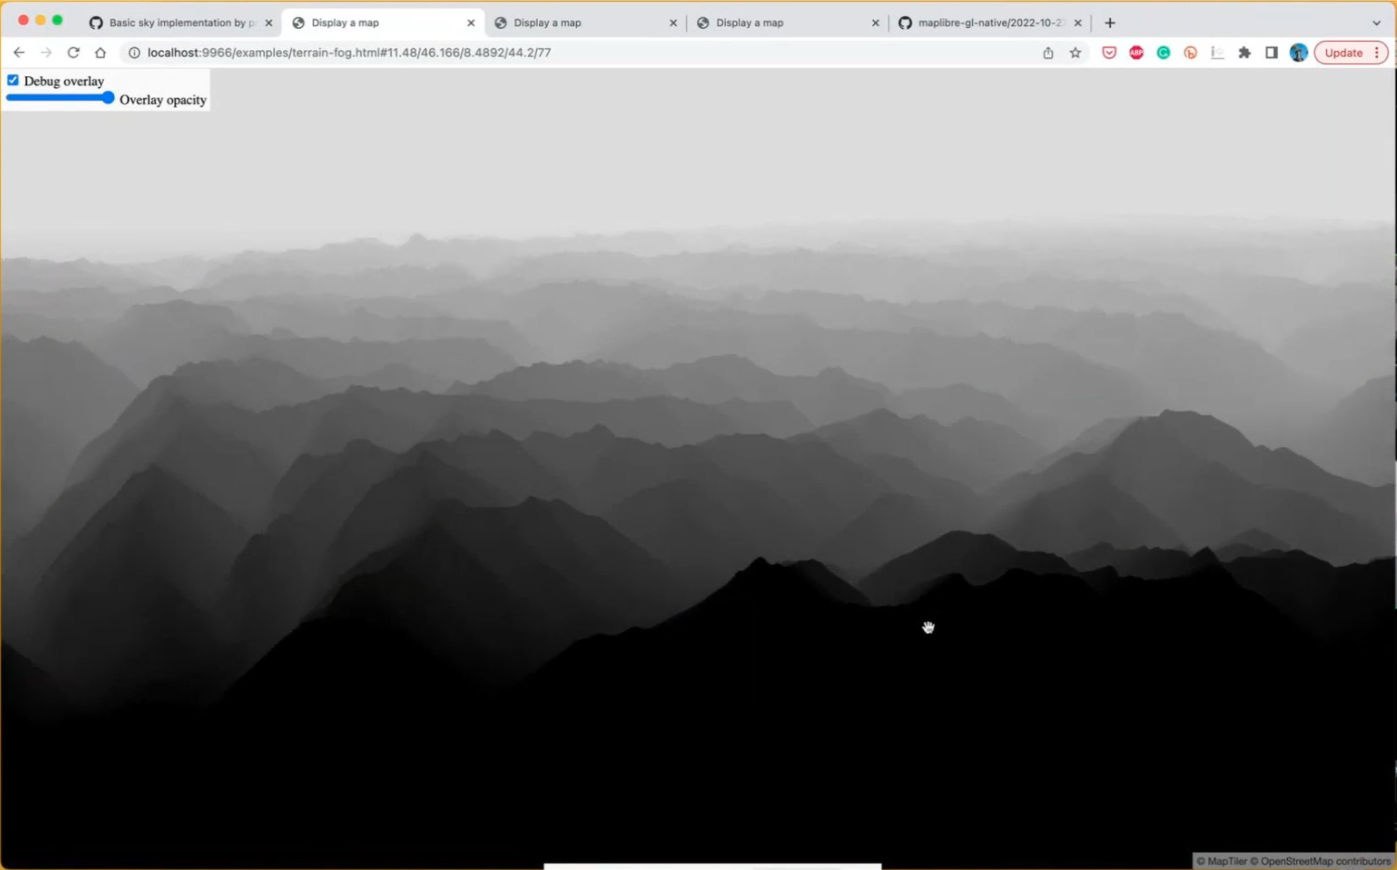 Basic sky implementation by pr
Display a map
Display a map
Display a map
maplibre-gl-native/2022-10-2
localhost:9966/examples/terrain-fog.html#11.48/46.166/8.4892/44.2/77
ABP
Update
Debug overlay
Overlay opacity
© MapTiler © OpenStreetMap contributors